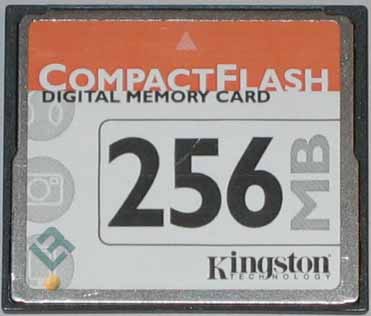 COMPACTFLASH
DIGITAL MEMORY CARD
256
MB
Kingston
TECHNOLOGY